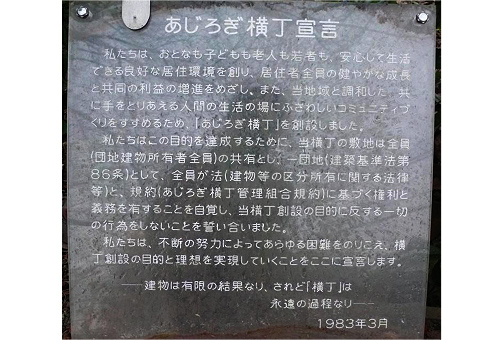 あじろぎ横丁宣言
私たちは、おとなも子どもも老人も若者も、安心して生活
できる良好な居住環境を創り、居住者全員の健やかな成長
と共同の利益の増進をめざし、また、当地域と調和した、共
に手をとりあえる人間の生活の場にふさわしいコミュニティづ
くりをすすめるため、「あじろぎ横丁」を創設しました。
私たちはこの目的を達成するために、当横丁の敷地は全員
(団地建物所有者全員)の共有とし、一団地(建築基準法第
86条)として、全員が法(建物等の区分所有に関する法律
等)と、規約(あじろぎ横丁管理組合規約)に基づく権利と
義務を有することを自覚し、当横丁創設の目的に反する一切
の行為をしないことを誓い合いました。
私たちは、不断の努力によってあらゆる困難をのりこえ、横
丁創設の目的と理想を実現していくことをここに宣言します。
──建物は有限の結果なり、されど「横丁」は
永遠の過程なり──
1983年3月